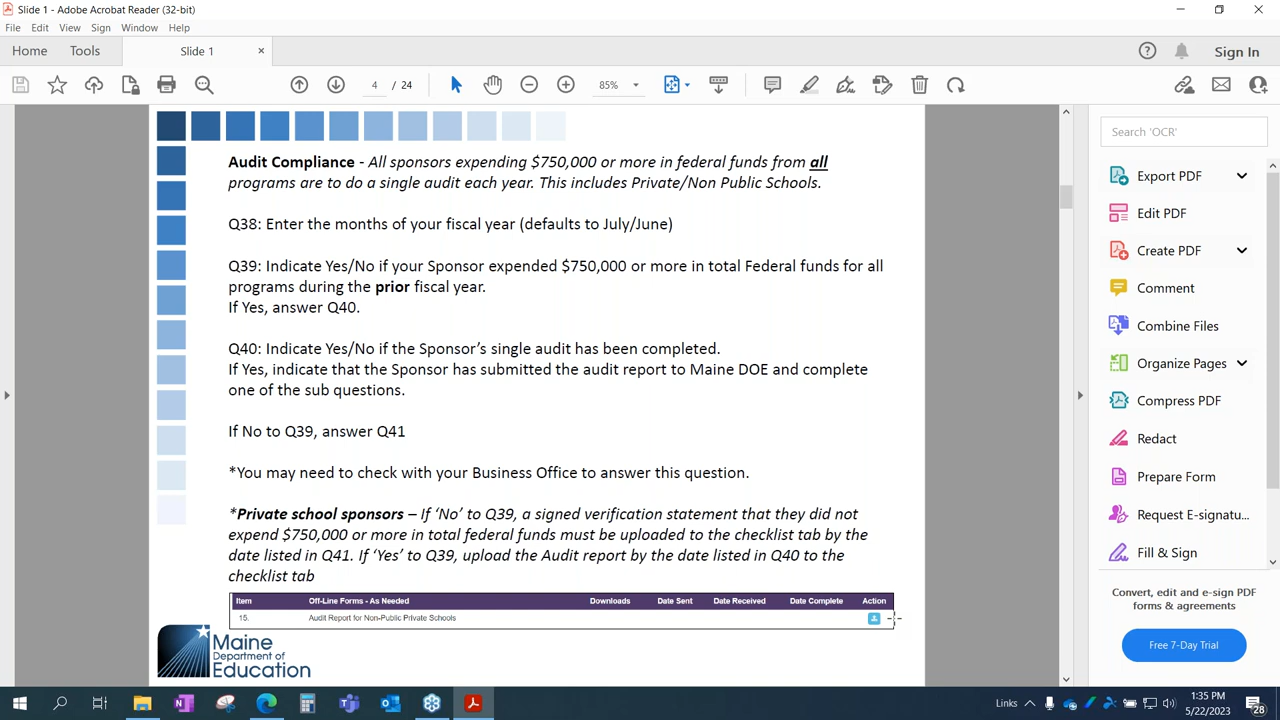 Slide 1 - Adobe Acrobat Reader (32-bit)
File Edit View Sign Window Help
Home Tools Slide 1 × Sign In
4 / 24 85%
Search 'OCR'
Audit Compliance - All sponsors expending $750,000 or more in federal funds from all
programs are to do a single audit each year. This includes Private/Non Public Schools.
Q38: Enter the months of your fiscal year (defaults to July/June)
Q39: Indicate Yes/No if your Sponsor expended $750,000 or more in total Federal funds for all
programs during the prior fiscal year.
If Yes, answer Q40.
Q40: Indicate Yes/No if the Sponsor's single audit has been completed.
If Yes, indicate that the Sponsor has submitted the audit report to Maine DOE and complete
one of the sub questions.
If No to Q39, answer Q41
*You may need to check with your Business Office to answer this question.
*Private school sponsors – If 'No' to Q39, a signed verification statement that they did not
expend $750,000 or more in total federal funds must be uploaded to the checklist tab by the
date listed in Q41. If 'Yes' to Q39, upload the Audit report by the date listed in Q40 to the
checklist tab
Item Off-Line Forms - As Needed Downloads Date Sent Date Received Date Complete Action
15. Audit Report for Non-Public Private Schools
Maine
Department of
Education
Export PDF
Edit PDF
Create PDF
Comment
Combine Files
Organize Pages
Compress PDF
Redact
Prepare Form
Request E-signatu...
Fill & Sign
Convert, edit and e-sign PDF
forms & agreements
Free 7-Day Trial
Links
1:35 PM
5/22/2023
28